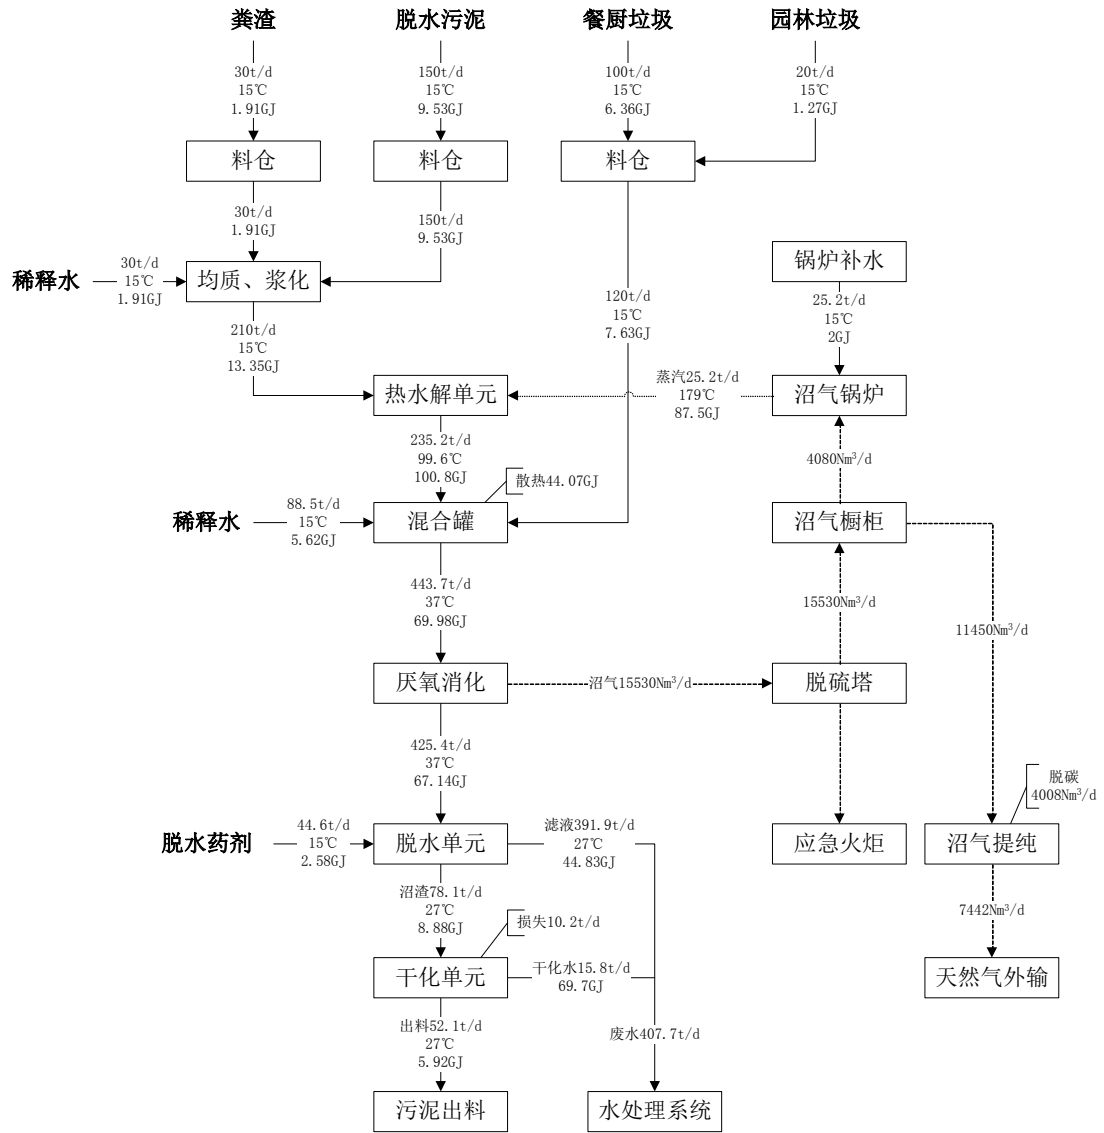 粪渣
脱水污泥
餐厨垃圾
园林垃圾
30t/d
15℃
1.91GJ
150t/d
15℃
9.53GJ
100t/d
15℃
6.36GJ
20t/d
15℃
1.27GJ
料仓
料仓
料仓
30t/d
1.91GJ
150t/d
9.53GJ
稀释水
30t/d
15℃
1.91GJ
均质、浆化
锅炉补水
120t/d
15℃
7.63GJ
25.2t/d
15℃
2GJ
210t/d
15℃
13.35GJ
热水解单元
蒸汽25.2t/d
179℃
87.5GJ
沼气锅炉
235.2t/d
99.6℃
100.8GJ
散热44.07GJ
4080Nm³/d
稀释水
88.5t/d
15℃
5.62GJ
混合罐
沼气橱柜
443.7t/d
37℃
69.98GJ
15530Nm³/d
11450Nm³/d
厌氧消化
沼气15530Nm³/d
脱硫塔
425.4t/d
37℃
67.14GJ
脱碳
4008Nm³/d
脱水药剂
44.6t/d
15℃
2.58GJ
脱水单元
滤液391.9t/d
27℃
44.83GJ
应急火炬
沼气提纯
沼渣78.1t/d
27℃
8.88GJ
损失10.2t/d
7442Nm³/d
干化单元
干化水15.8t/d
69.7GJ
天然气外输
出料52.1t/d
27℃
5.92GJ
废水407.7t/d
污泥出料
水处理系统